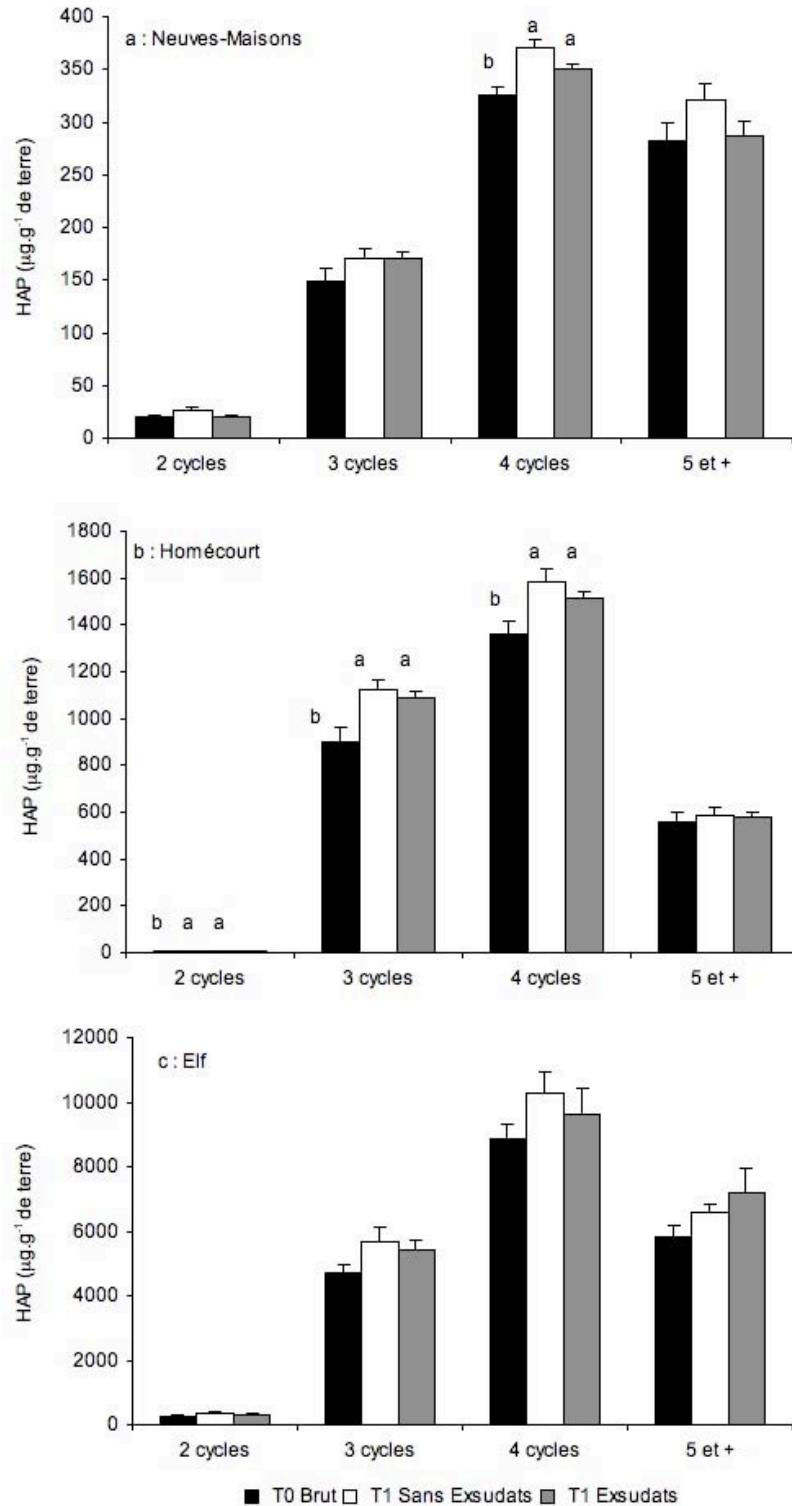 a : Neuves-Maisons
HAP (µg.g⁻¹ de terre)
400
350
300
250
200
150
100
50
0
b a a
2 cycles 3 cycles 4 cycles 5 et +
b : Homécourt
HAP (µg.g⁻¹ de terre)
1800
1600
1400
1200
1000
800
600
400
200
0
b a a
b a a
b a a
2 cycles 3 cycles 4 cycles 5 et +
c : Elf
HAP (µg.g⁻¹ de terre)
12000
10000
8000
6000
4000
2000
0
2 cycles 3 cycles 4 cycles 5 et +
T0 Brut T1 Sans Exsudats T1 Exsudats